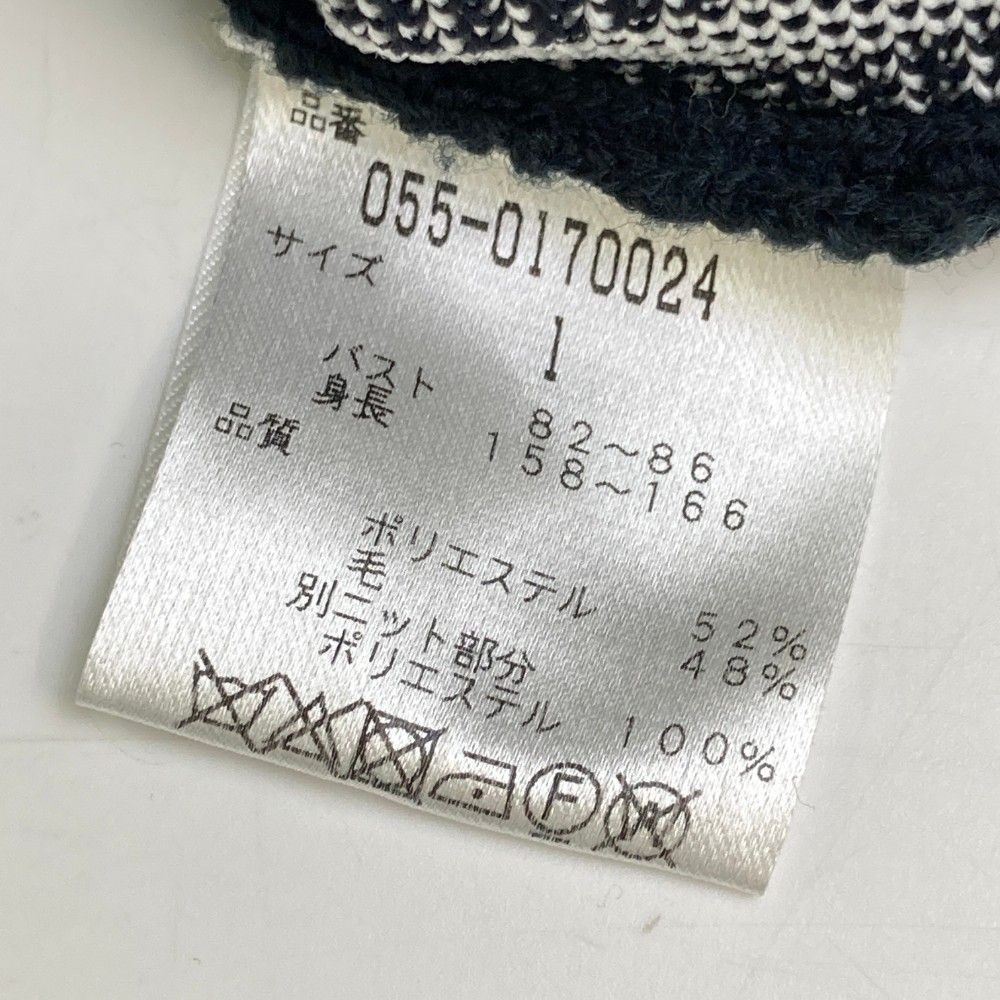 品番
055-0170024
サイズ
1
バスト 82～86
身長 158～166
品質
ポリエステル 52%
毛 48%
別ニット部分
ポリエステル 100%
F
W